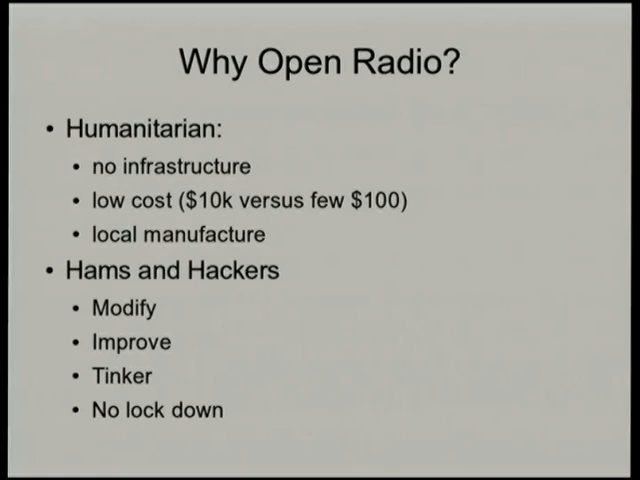 Why Open Radio?
• Humanitarian:
• no infrastructure
• low cost ($10k versus few $100)
• local manufacture
• Hams and Hackers
• Modify
• Improve
• Tinker
• No lock down